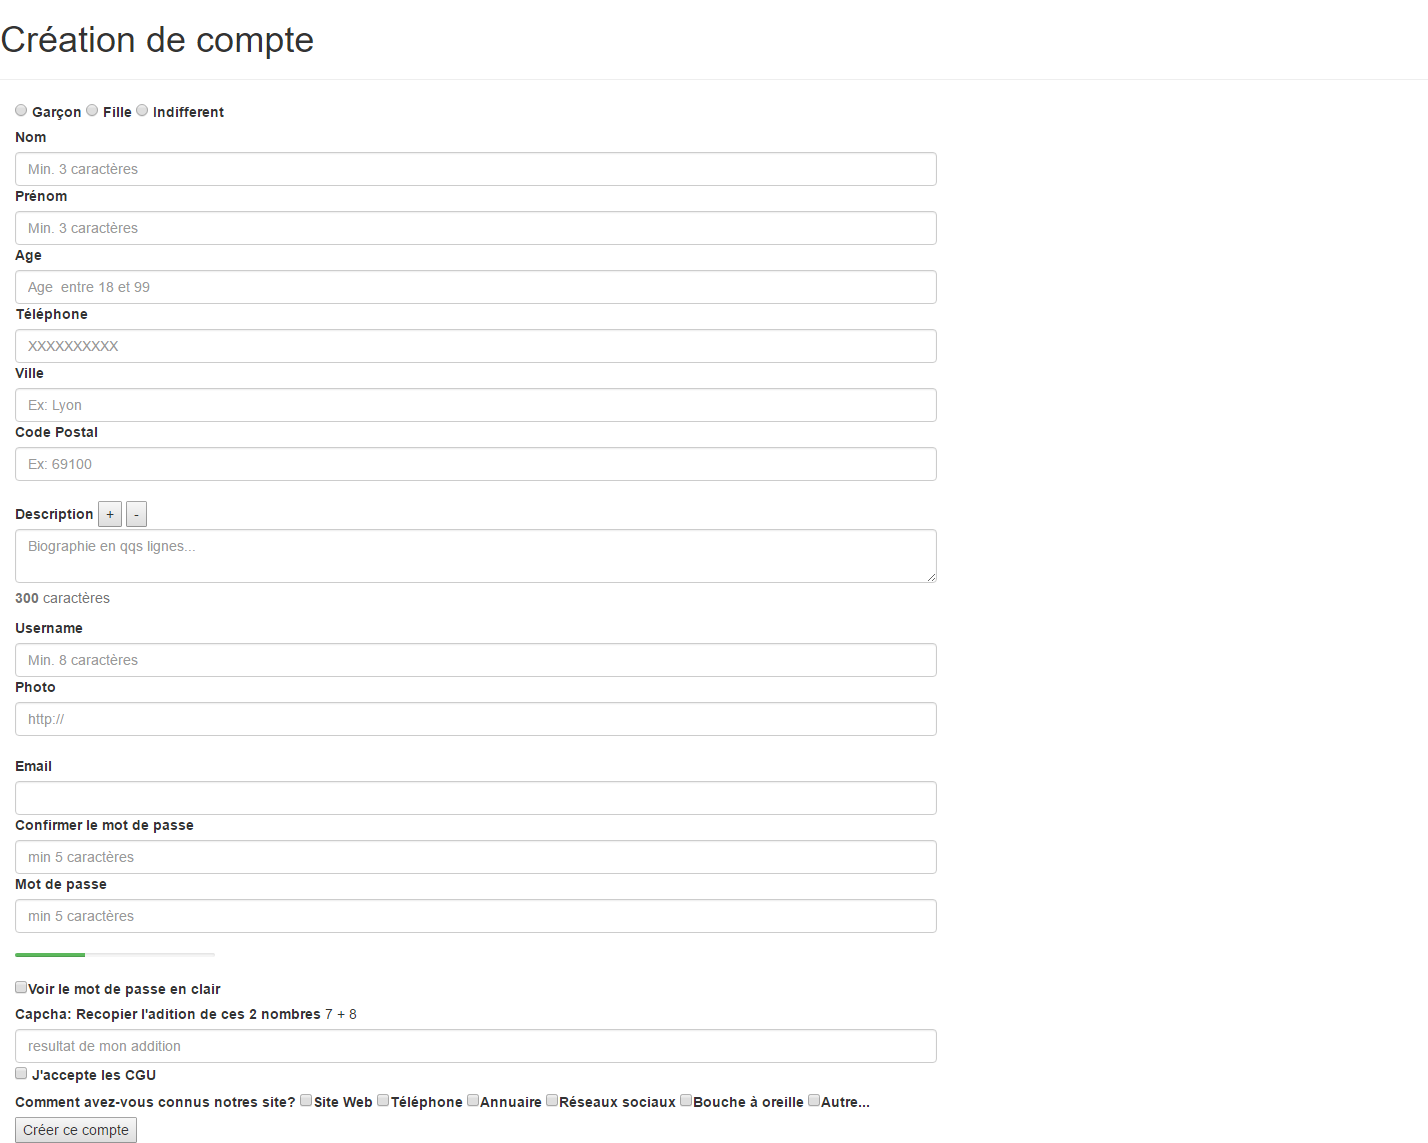 Création de compte
Garçon Fille Indifferent
Nom
Min. 3 caractères
Prénom
Min. 3 caractères
Age
Age  entre 18 et 99
Téléphone
XXXXXXXXXX
Ville
Ex: Lyon
Code Postal
Ex: 69100
Description + -
Biographie en qqs lignes...
300 caractères
Username
Min. 8 caractères
Photo
http://
Email
Confirmer le mot de passe
min 5 caractères
Mot de passe
min 5 caractères
Voir le mot de passe en clair
Capcha: Recopier l'adition de ces 2 nombres 7 + 8
resultat de mon addition
J'accepte les CGU
Comment avez-vous connus notres site? Site Web Téléphone Annuaire Réseaux sociaux Bouche à oreille Autre...
Créer ce compte